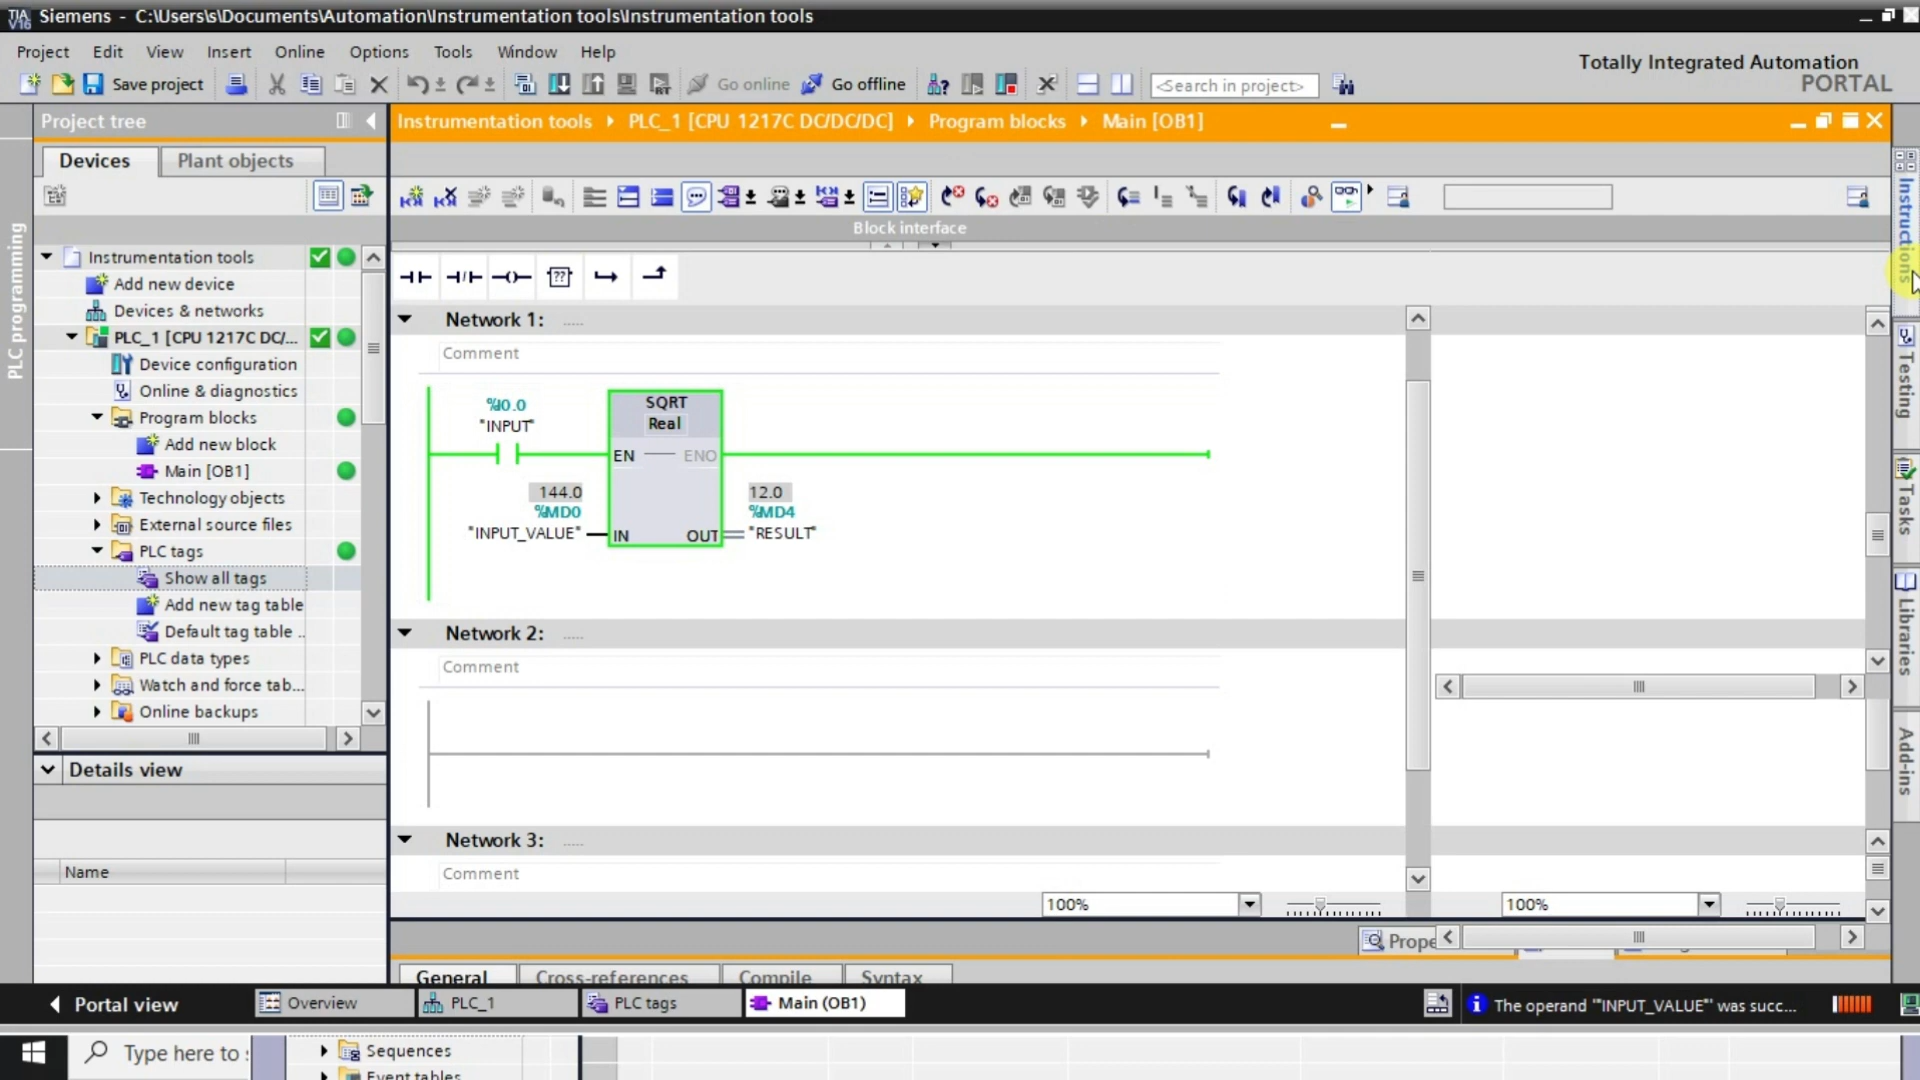 TIA V16 Siemens - C:\Users\s\Documents\Automation\Instrumentation tools\Instrumentation tools
Project Edit View Insert Online Options Tools Window Help
Totally Integrated Automation
PORTAL
Save project
Go online
Go offline
<Search in project>
Project tree
Instrumentation tools
PLC_1 [CPU 1217C DC/DC/DC]
Program blocks
Main [OB1]
Devices
Plant objects
PLC programming
Block interface
Instrumentation tools
Add new device
Devices & networks
PLC_1 [CPU 1217C DC/...
Device configuration
Online & diagnostics
Program blocks
Add new block
Main [OB1]
Technology objects
External source files
PLC tags
Show all tags
Add new tag table
Default tag table ..
PLC data types
Watch and force tab...
Online backups
Details view
Name
??
Network 1: .....
Comment
%I0.0
"INPUT"
SQRT
Real
EN ENO
144.0
%MD0
"INPUT_VALUE"
IN OUT
12.0
%MD4
"RESULT"
Network 2: .....
Comment
Network 3: .....
Comment
100%
100%
Prope
General
Cross-references
Compile
Syntax
Instructions
Testing
Tasks
Libraries
Add-ins
Portal view
Overview
PLC_1
PLC tags
Main (OB1)
The operand '"INPUT_VALUE"' was succ...
Type here to s
Sequences
Event tables